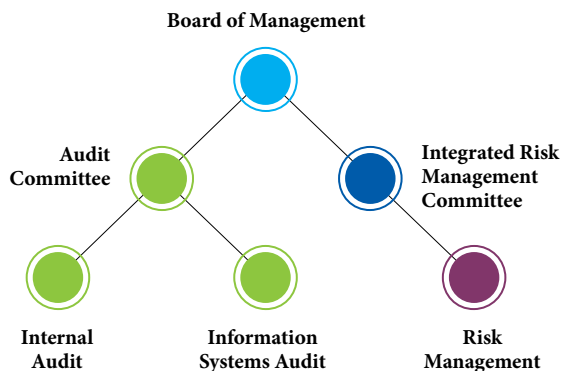 Board of Management
Audit
Committee
Integrated Risk
Management
Committee
Internal
Audit
Information
Systems Audit
Risk
Management